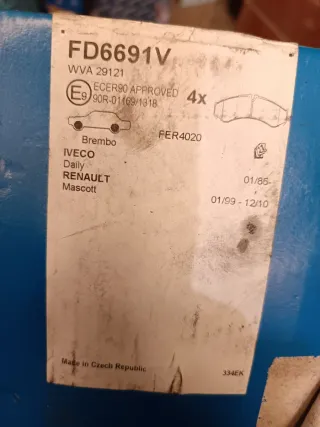 FD6691V
WVA 29121
E9 ECER90 APPROVED
90R-01169/1318
4x
Brembo FER4020
IVECO
Daily 01/85-
RENAULT
Mascott 01/99 - 12/10
Made in Czech Republic 334EK